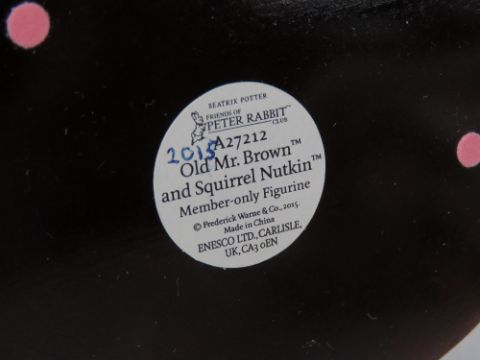 BEATRIX POTTER
FRIENDS OF
PETER RABBIT™
CLUB
A27212
2015
Old Mr. Brown™
and Squirrel Nutkin™
Member-only Figurine
© Frederick Warne & Co., 2015.
Made in China
ENESCO LTD., CARLISLE,
UK, CA3 0EN